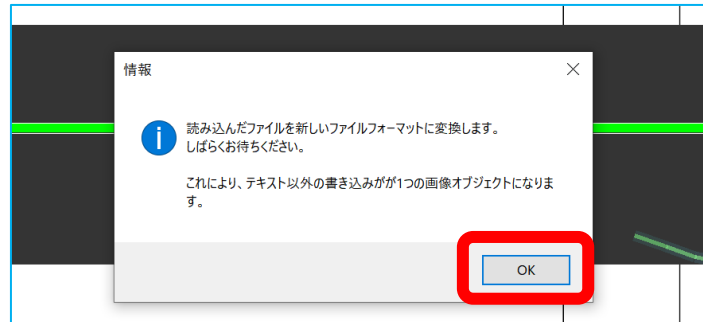 情報
読み込んだファイルを新しいファイルフォーマットに変換します。
しばらくお待ちください。
これにより、テキスト以外の書き込みがが1つの画像オブジェクトになりま
す。
OK